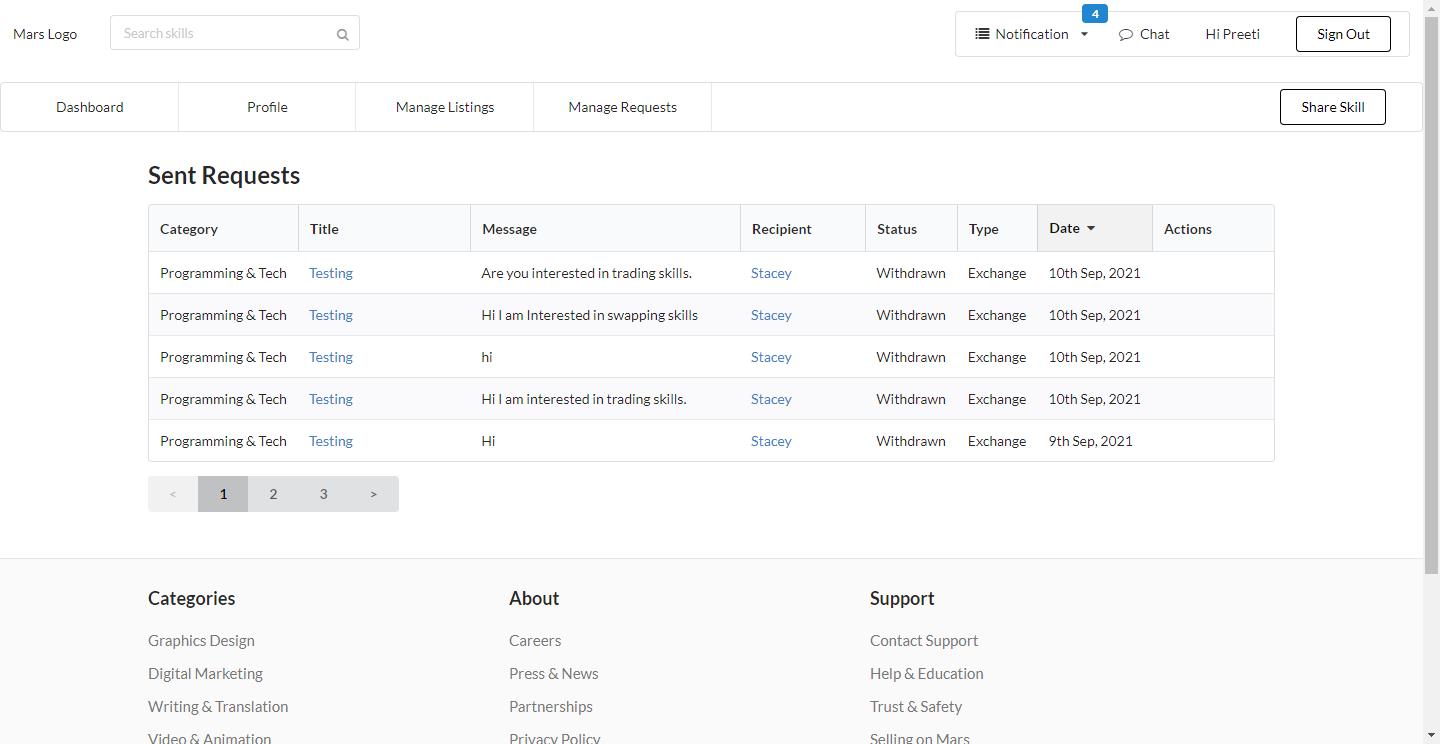 Mars Logo Search skills Notification 4 Chat Hi Preeti Sign Out
Dashboard Profile Manage Listings Manage Requests Share Skill
Sent Requests
Category Title Message Recipient Status Type Date Actions
Programming & Tech Testing Are you interested in trading skills. Stacey Withdrawn Exchange 10th Sep, 2021
Programming & Tech Testing Hi I am Interested in swapping skills Stacey Withdrawn Exchange 10th Sep, 2021
Programming & Tech Testing hi Stacey Withdrawn Exchange 10th Sep, 2021
Programming & Tech Testing Hi I am interested in trading skills. Stacey Withdrawn Exchange 10th Sep, 2021
Programming & Tech Testing Hi Stacey Withdrawn Exchange 9th Sep, 2021
< 1 2 3 >
Categories About Support
Graphics Design Careers Contact Support
Digital Marketing Press & News Help & Education
Writing & Translation Partnerships Trust & Safety
Video & Animation Privacy Policy Selling on Mars